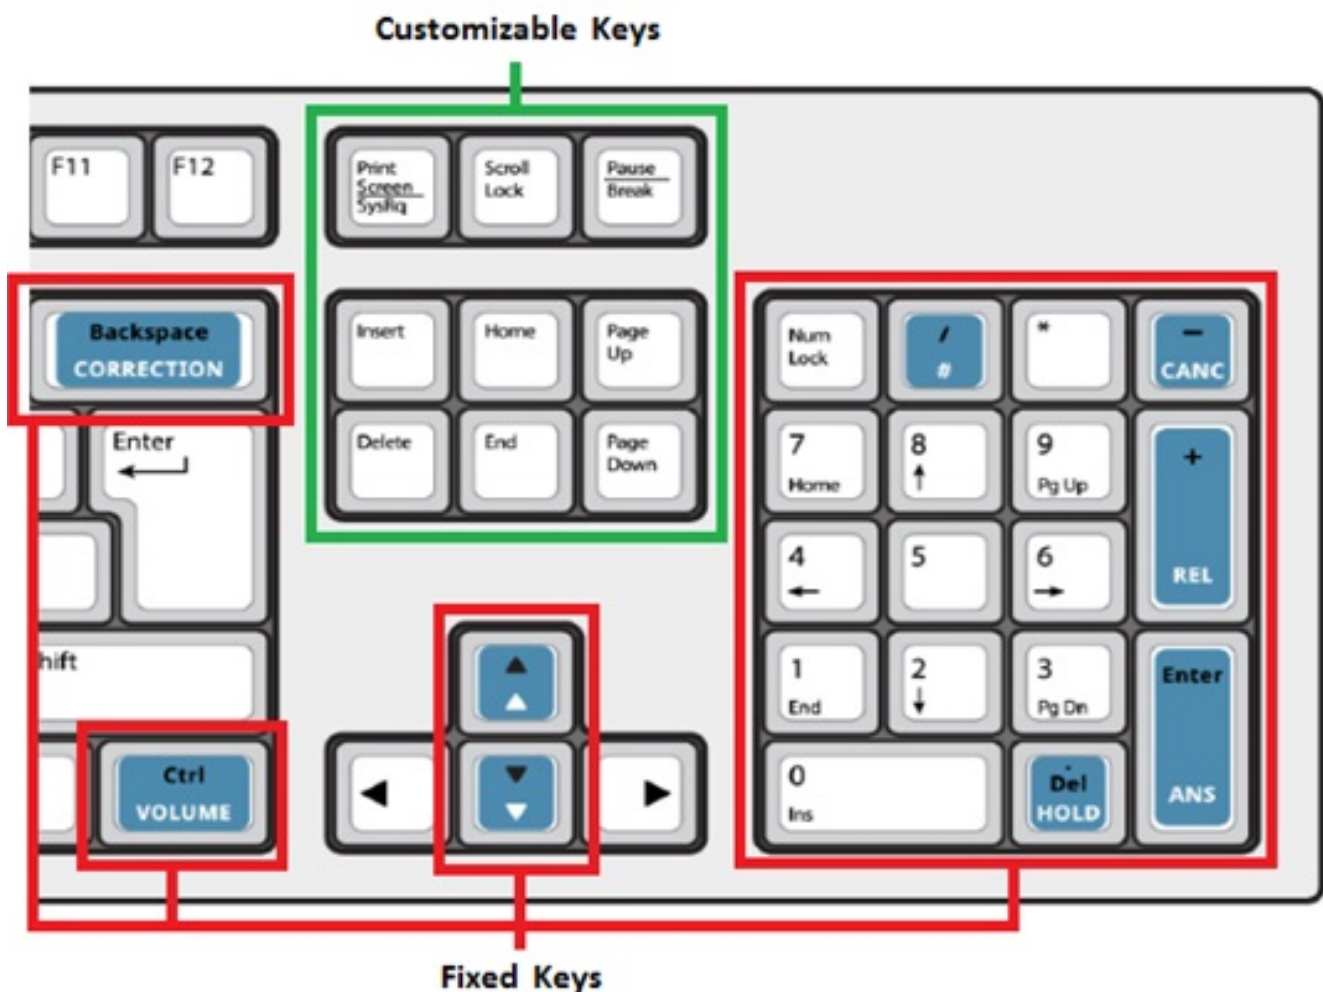 Customizable Keys
F11
F12
Print
Screen
SysRq
Scroll
Lock
Pause
Break
Backspace
CORRECTION
Insert
Home
Page
Up
Num
Lock
/
#
*
-
CANC
Enter
Delete
End
Page
Down
7
Home
8
9
Pg Up
+
REL
4
5
6
hift
1
End
2
3
Pg Dn
Enter
ANS
Ctrl
VOLUME
0
Ins
.
Del
HOLD
Fixed Keys